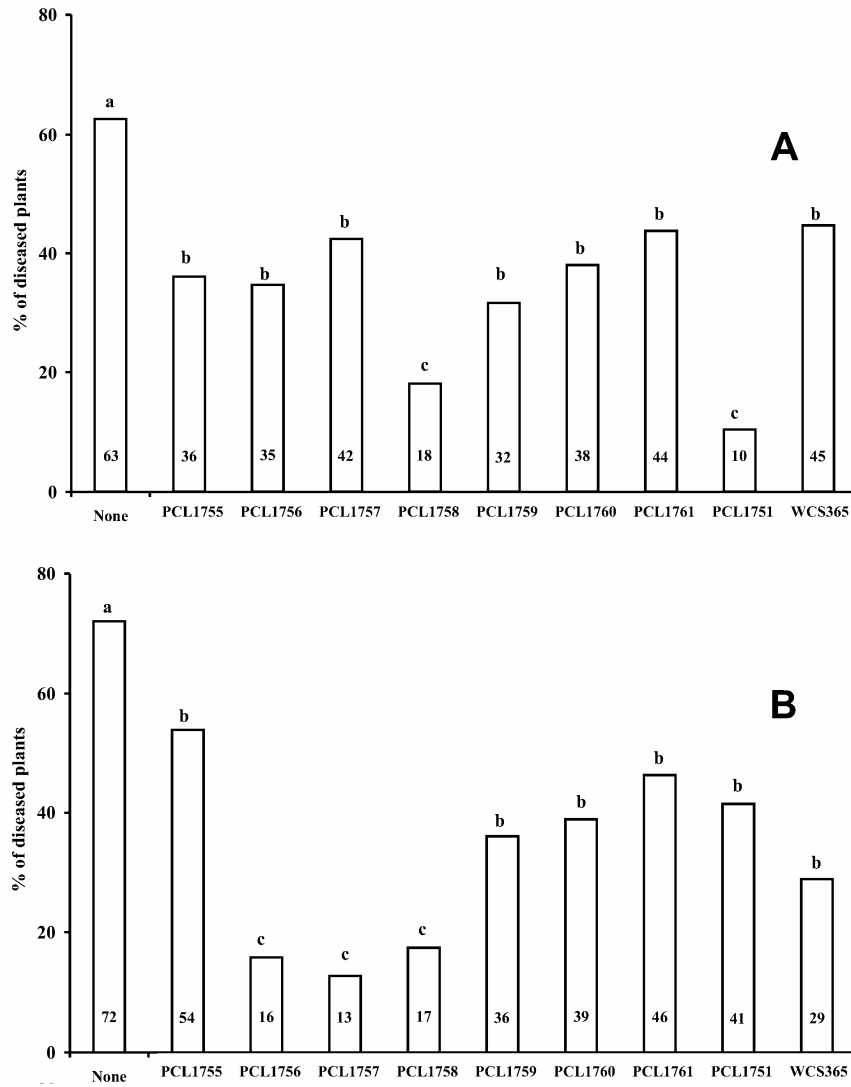 80
a
60
A
b
b
b
b
b
b
b
40
% of diseased plants
20
c
c
63 36 35 42 18 32 38 44 10 45
0
None PCL1755 PCL1756 PCL1757 PCL1758 PCL1759 PCL1760 PCL1761 PCL1751 WCS365
80
a
B
60
b
b
b
b
b
b
40
% of diseased plants
20
c
c
c
72 54 16 13 17 36 39 46 41 29
0
None PCL1755 PCL1756 PCL1757 PCL1758 PCL1759 PCL1760 PCL1761 PCL1751 WCS365